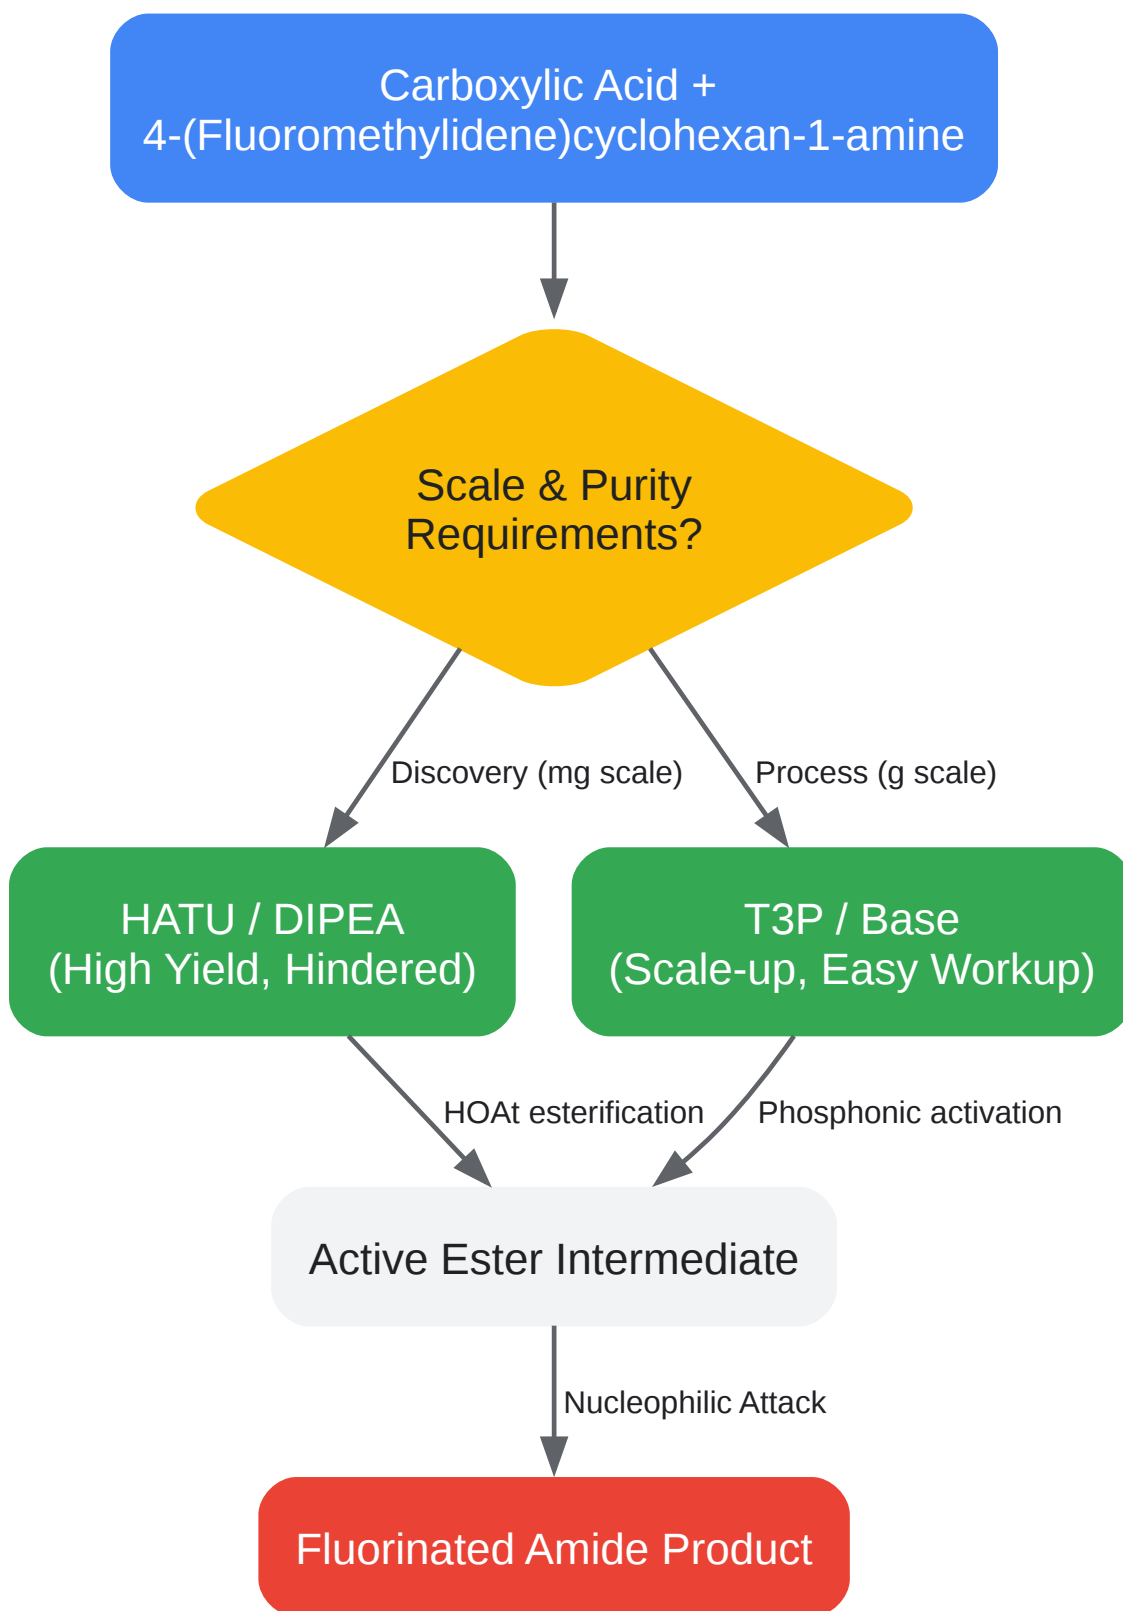 Carboxylic Acid +
4-(Fluoromethylidene)cyclohexan-1-amine
Scale & Purity
Requirements?
Discovery (mg scale)
Process (g scale)
HATU / DIPEA
(High Yield, Hindered)
T3P / Base
(Scale-up, Easy Workup)
HOAt esterification
Phosphonic activation
Active Ester Intermediate
Nucleophilic Attack
Fluorinated Amide Product